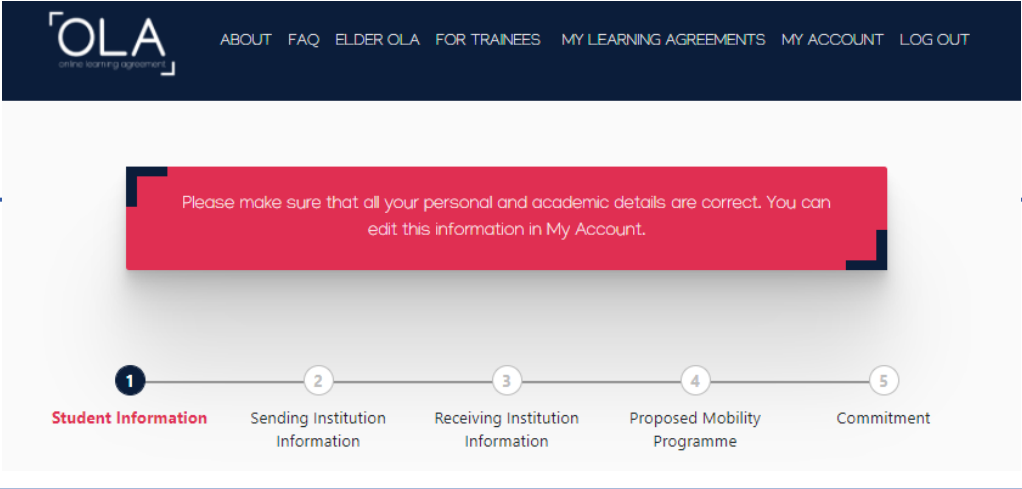 OLA
online learning agreement
ABOUT FAQ ELDER OLA FOR TRAINEES MY LEARNING AGREEMENTS MY ACCOUNT LOG OUT
Please make sure that all your personal and academic details are correct. You can
edit this information in My Account.
1 2 3 4 5
Student Information Sending Institution Receiving Institution Proposed Mobility Commitment
Information Information Programme